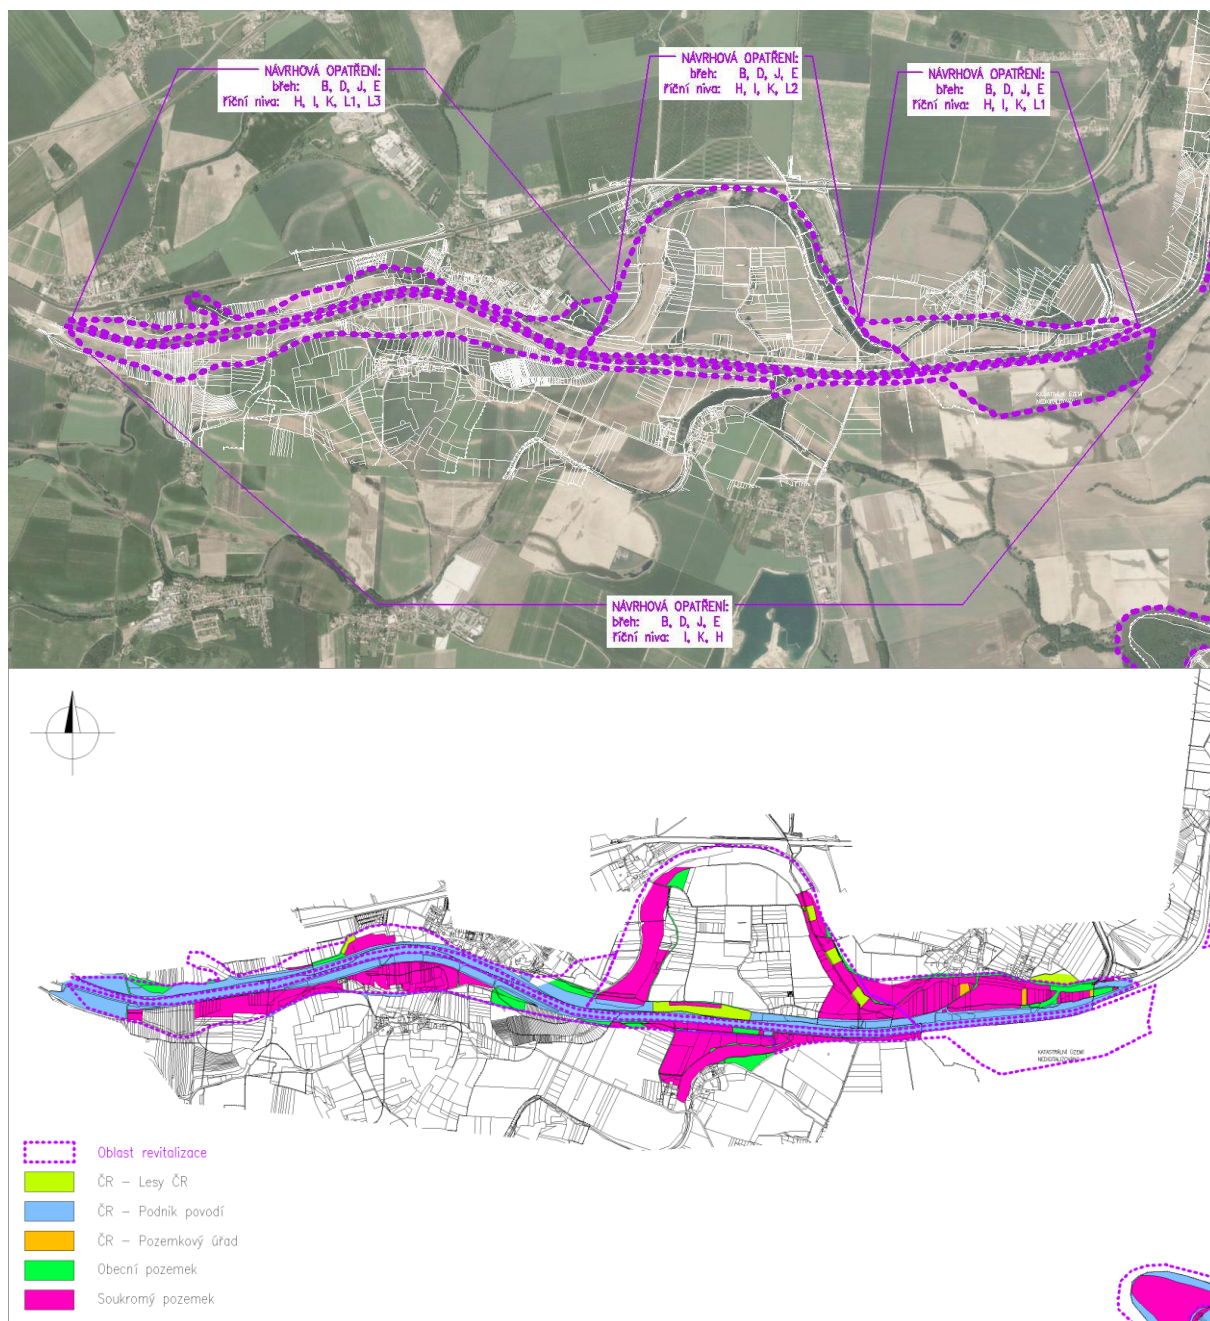 NÁVRHOVÁ OPATŘENÍ:
břeh: B, D, J, E
říční niva: H, I, K, L1, L3
NÁVRHOVÁ OPATŘENÍ:
břeh: B, D, J, E
říční niva: H, I, K, L2
NÁVRHOVÁ OPATŘENÍ:
břeh: B, D, J, E
říční niva: H, I, K, L1
NÁVRHOVÁ OPATŘENÍ:
břeh: B, D, J, E
říční niva: I, K, H
KATASTRÁLNÍ ÚZEMÍ
Oblast revitalizace
ČR – Lesy ČR
ČR – Podnik povodí
ČR – Pozemkový úřad
Obecní pozemek
Soukromý pozemek